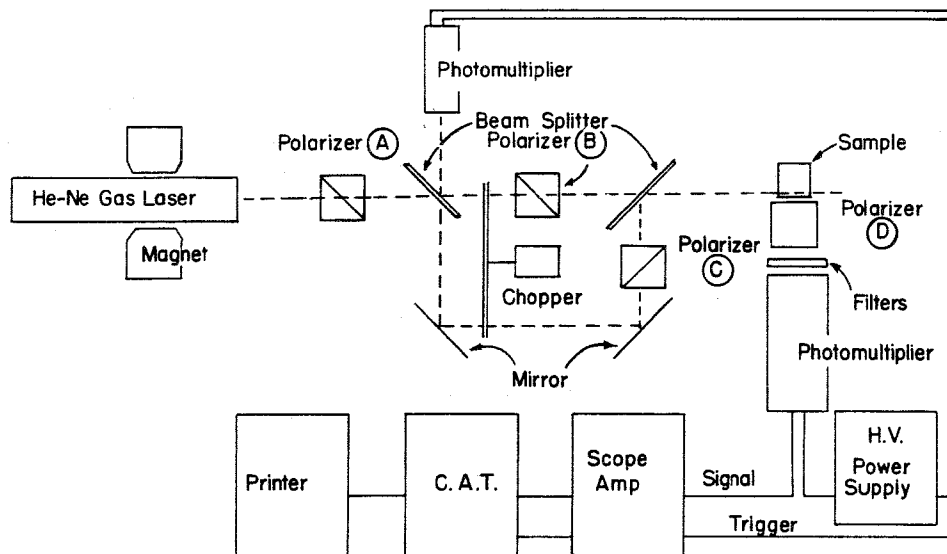 Photomultiplier
Beam Splitter
Polarizer A
Polarizer B
Sample
He-Ne Gas Laser
Polarizer
D
Magnet
Polarizer
C
Chopper
Filters
Mirror
Photomultiplier
H.V.
Power
Supply
Printer
C.A.T.
Scope
Amp
Signal
Trigger